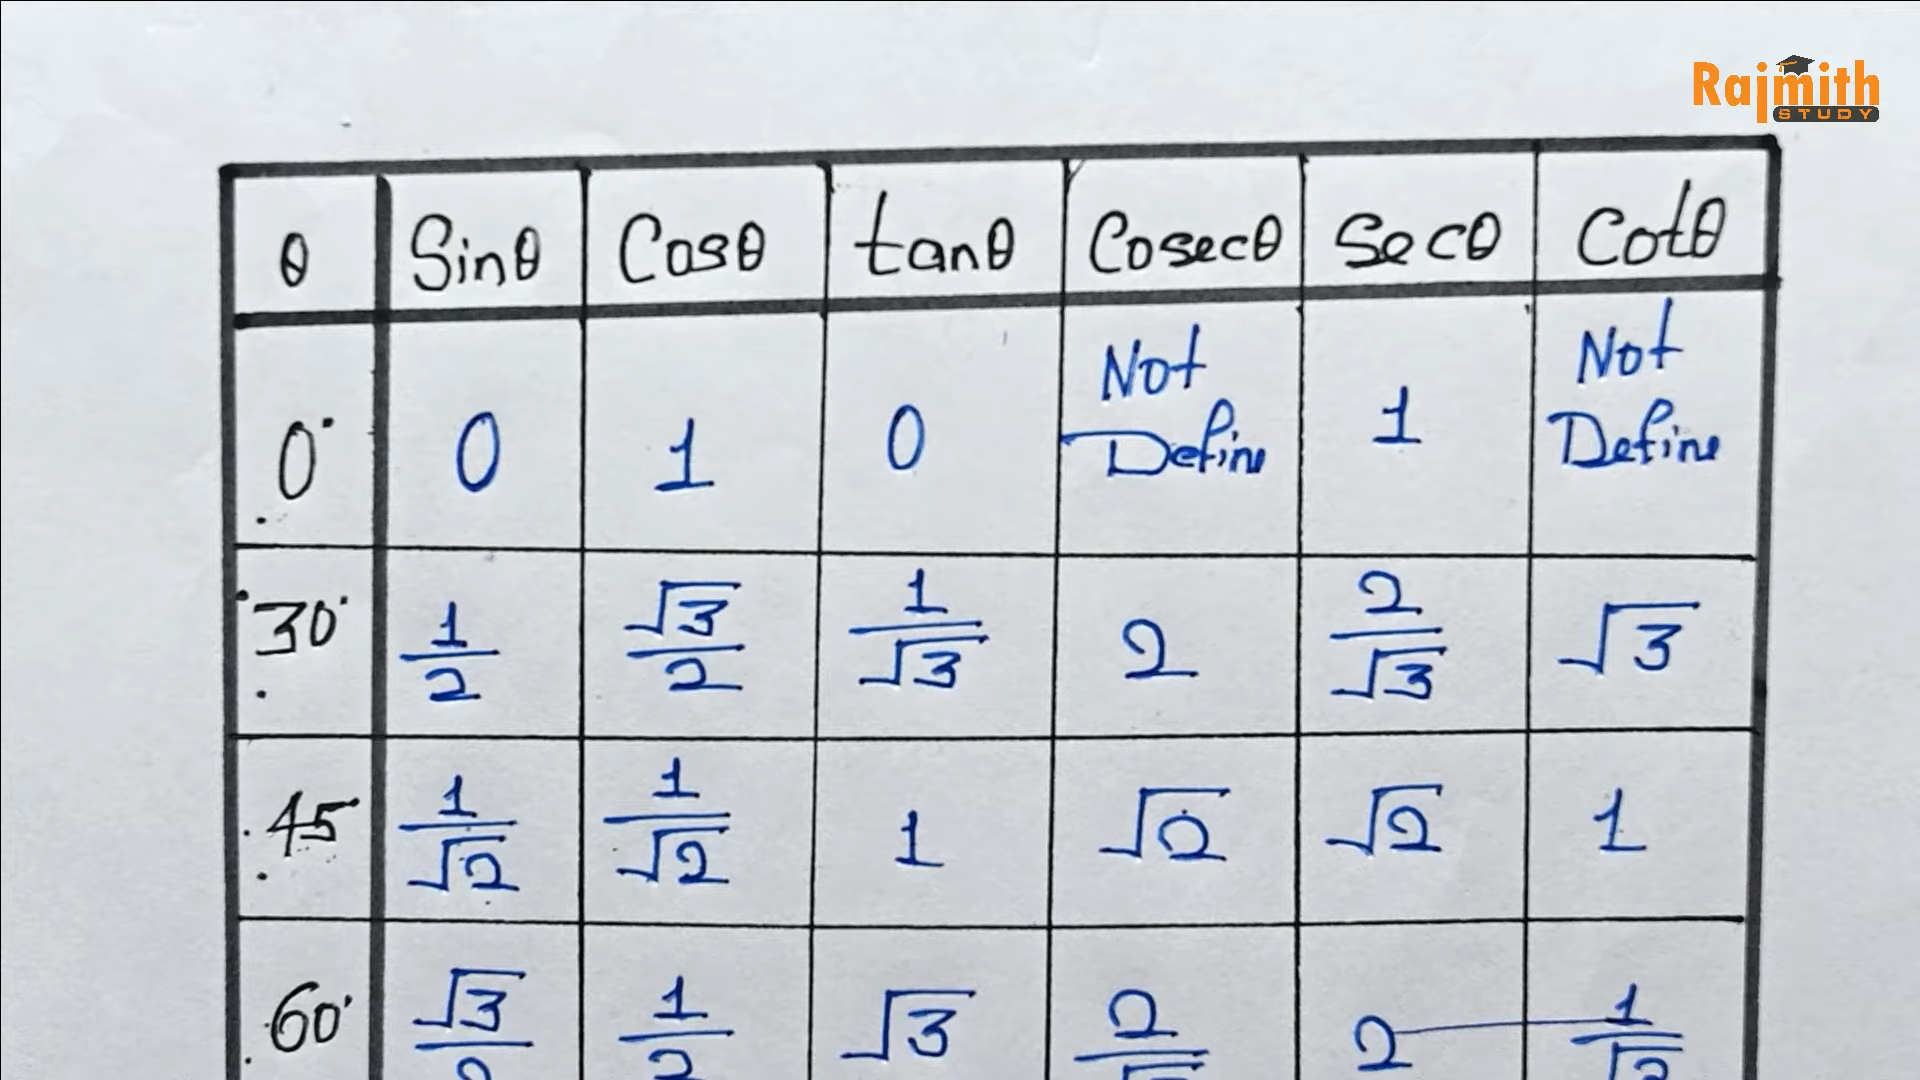 Rajmith
STUDY
θ Sinθ Cosθ tanθ Cosecθ Secθ Cotθ
0° 0 1 0 Not Define 1 Not Define
30° 1/2 √3/2 1/√3 2 2/√3 √3
45° 1/√2 1/√2 1 √2 √2 1
60° √3/2 1/2 √3 2 2 1